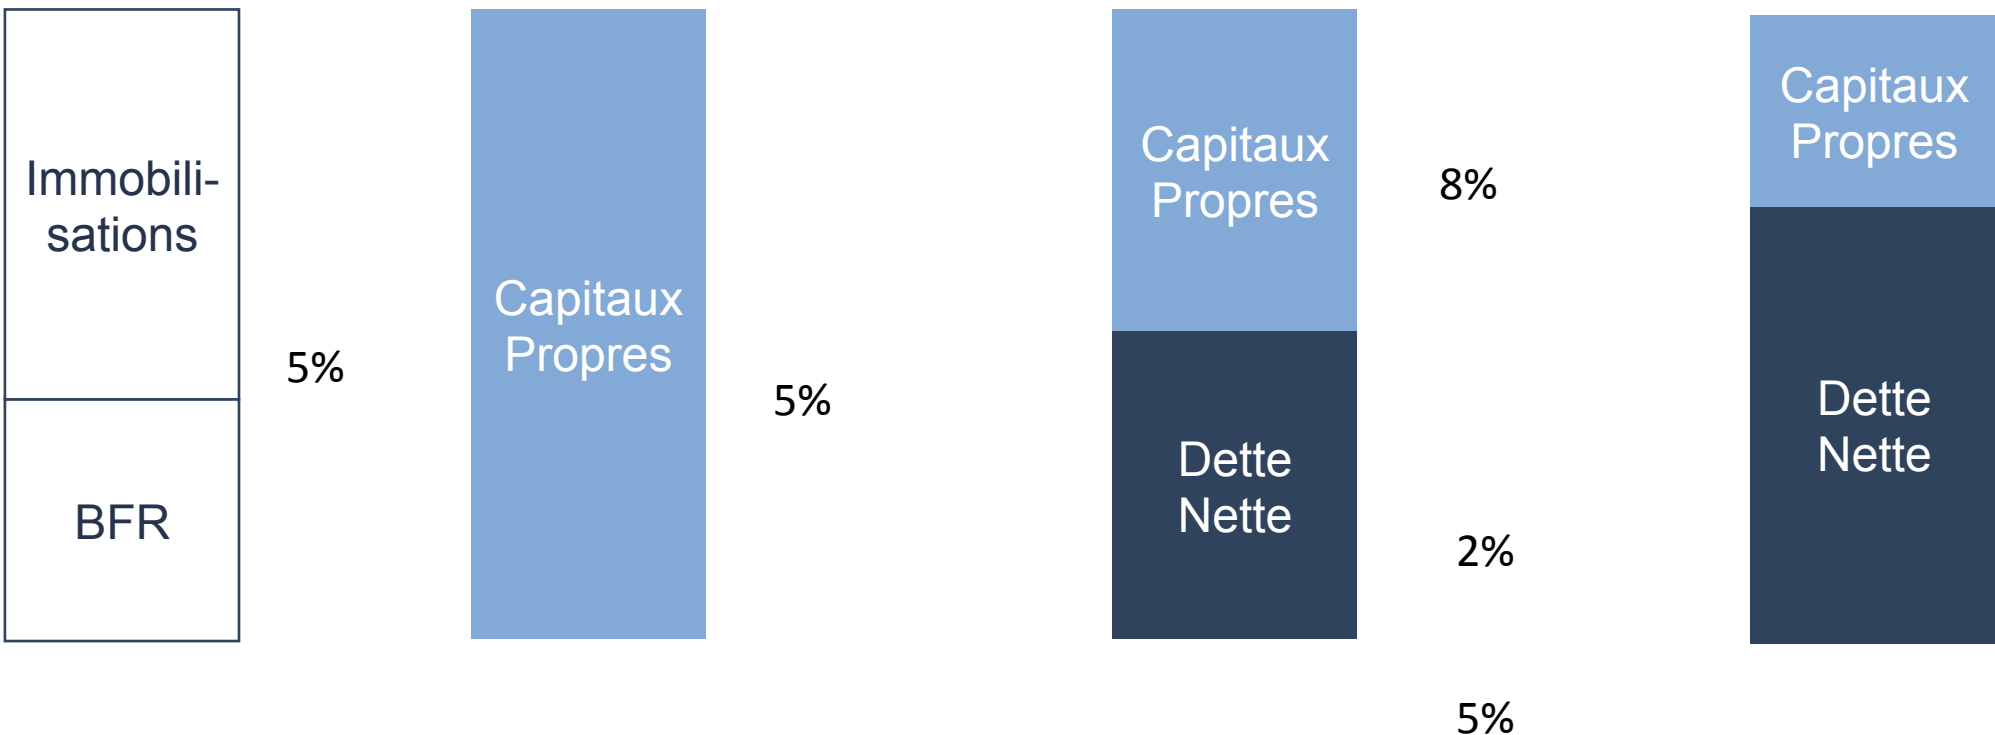 Immobili-
sations
BFR
5%
Capitaux
Propres
5%
Capitaux
Propres
Dette
Nette
8%
2%
5%
Capitaux
Propres
Dette
Nette